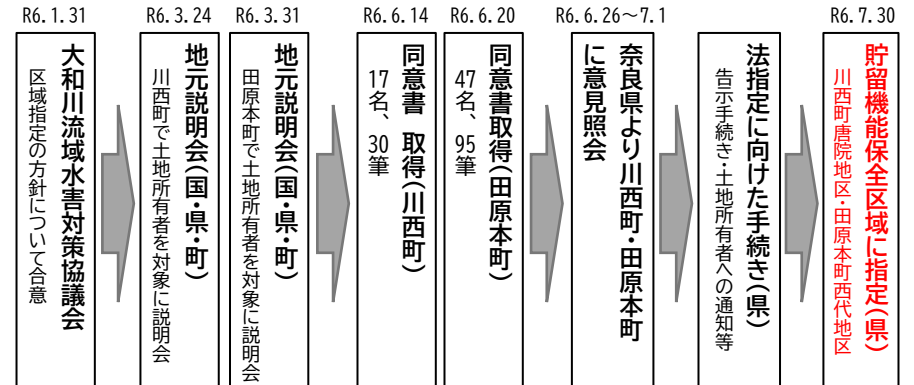 R6.1.31
大和川流域水害対策協議会
区域指定の方針について合意
R6.3.24
地元説明会(国・県・町)
川西町で土地所有者を対象に説明会
R6.3.31
地元説明会(国・県・町)
田原本町で土地所有者を対象に説明会
R6.6.14
同意書 取得(川西町)
17名、30筆
R6.6.20
同意書取得(田原本町)
47名、95筆
R6.6.26～7.1
奈良県より川西町・田原本町
に意見照会
法指定に向けた手続き(県)
告示手続き・土地所有者への通知等
R6.7.30
貯留機能保全区域に指定(県)
川西町唐院地区・田原本町西代地区